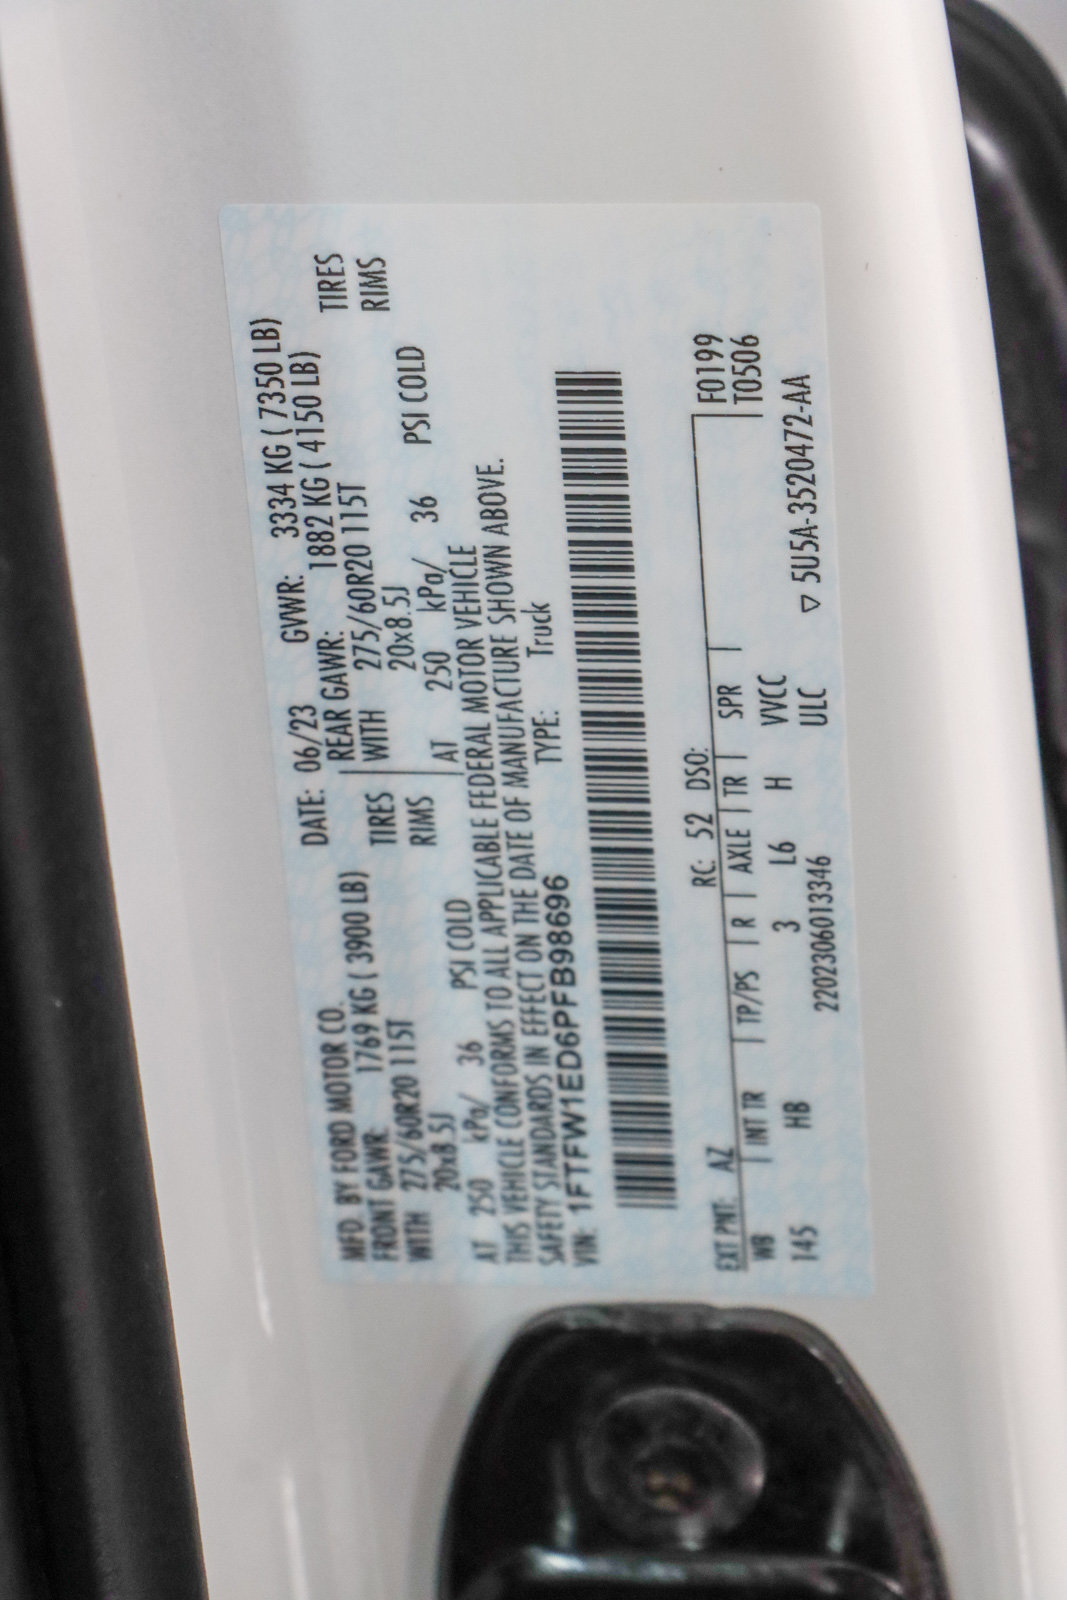 MFD. BY FORD MOTOR CO. DATE: 06/23 GVWR: 3334 KG ( 7350 LB)
FRONT GAWR: 1769 KG ( 3900 LB) REAR GAWR: 1882 KG ( 4150 LB)
WITH 275/60R20 115T TIRES WITH 275/60R20 115T TIRES
20x8.5J RIMS 20x8.5J RIMS
AT 250 kPa/ 36 PSI COLD AT 250 kPa/ 36 PSI COLD
THIS VEHICLE CONFORMS TO ALL APPLICABLE FEDERAL MOTOR VEHICLE
SAFETY STANDARDS IN EFFECT ON THE DATE OF MANUFACTURE SHOWN ABOVE.
VIN: 1FTFW1ED6PFB98696 TYPE: Truck
EXT PNT: AZ RC: 52 DSO: F0199
WB | INT TR | TP/PS | R | AXLE | TR | SPR | T0506
145 HB 3 L6 H VVCC
2202306013346 ULC ▽ 5U5A-3520472-AA